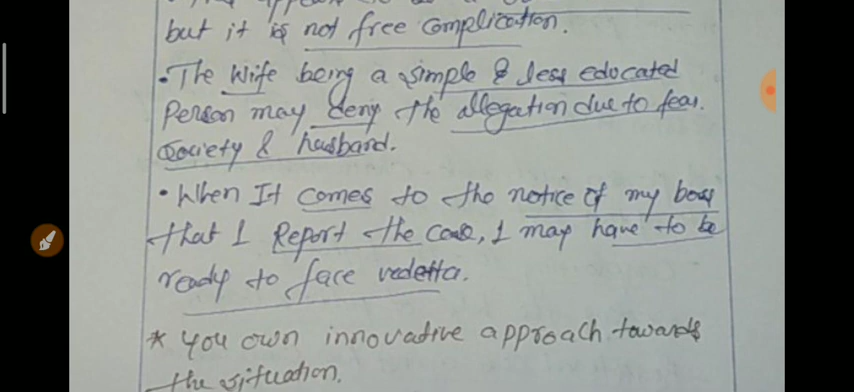 but it is not free complication.
• The Wife being a simple & less educated
Person may deny the allegation due to fear.
Society & husband.
• When It comes to the notice of my boss
that I Report the case, I may have to be
ready to face vedetta.
* You own innovative approach towards
the situation.